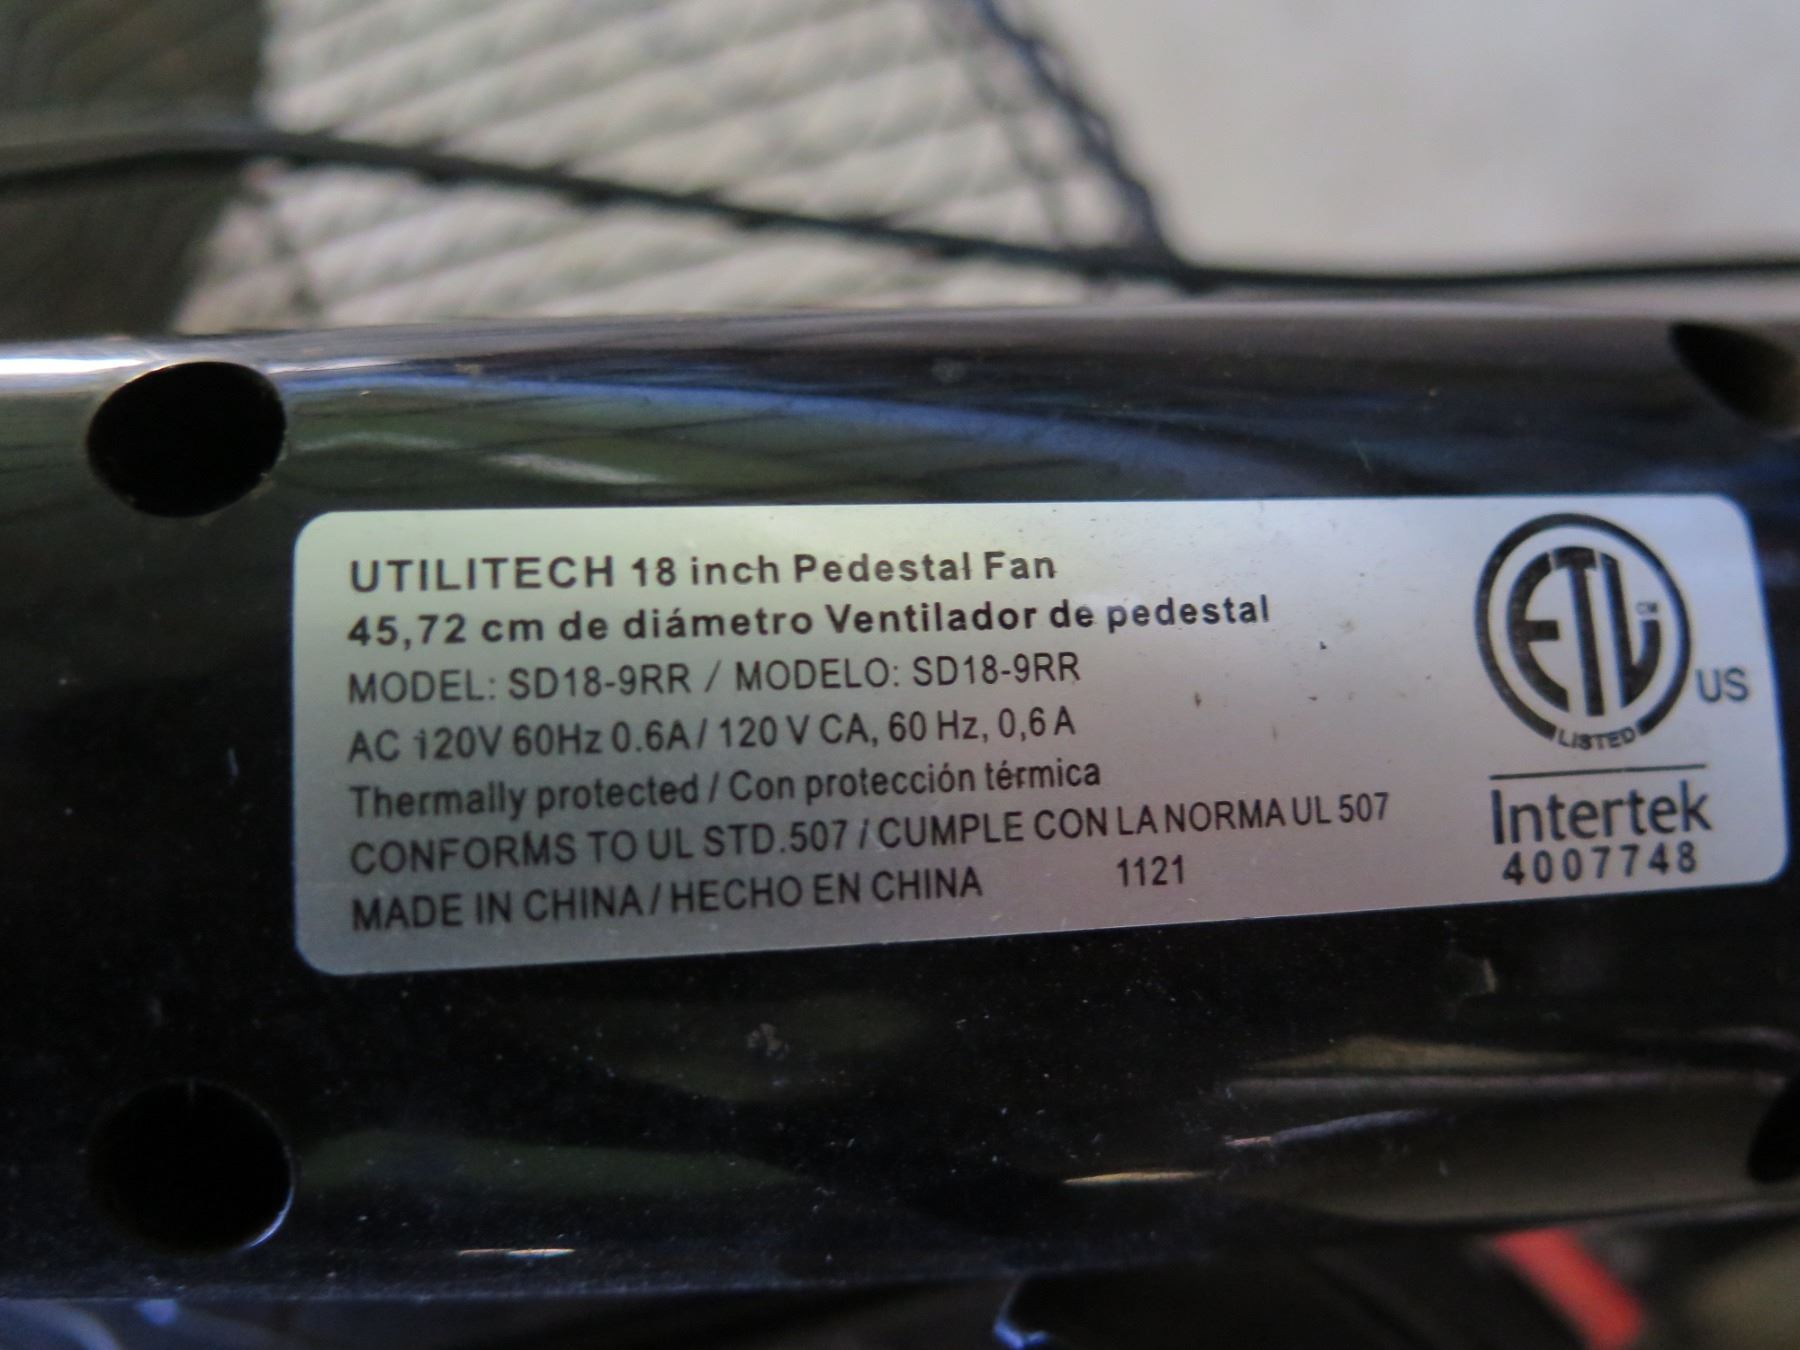 UTILITECH 18 inch Pedestal Fan
45,72 cm de diámetro Ventilador de pedestal
MODEL: SD18-9RR / MODELO: SD18-9RR
AC 120V 60Hz 0.6A / 120 V CA, 60 Hz, 0,6 A
Thermally protected / Con protección térmica
CONFORMS TO UL STD.507 / CUMPLE CON LA NORMA UL 507
MADE IN CHINA / HECHO EN CHINA 1121
ETL CM
US
LISTED
Intertek
4007748